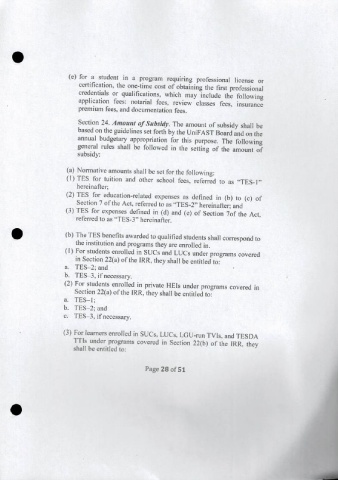 (e) for a student in a program requiring professional license or
certification, the one-time cost of obtaining the first professional
credentials or qualifications, which may include the following
application fees: notarial fees, review classes fees, insurance
premium fees, and documentation fees.
Section 24. Amount of Subsidy. The amount of subsidy shall be
based on the guidelines set forth by the UniFAST Board and on the
annual budgetary appropriation for this purpose. The following
general rules shall be followed in the setting of the amount of
subsidy:
(a) Normative amounts shall be set for the following:
(1) TES for tuition and other school fees, referred to as "TES-1"
hereinafter;
(2) TES for education-related expenses as defined in (b) to (c) of
Section 7 of the Act, referred to as "TES-2" hereinafter; and
(3) TES for expenses defined in (d) and (e) of Section 7of the Act,
referred to as "TES-3" hereinafter.
(b) The TES benefits awarded to qualified students shall correspond to
the institution and programs they are enrolled in.
(1) For students enrolled in SUCs and LUCs under programs covered
in Section 22(a) of the IRR, they shall be entitled to:
a. TES-2; and
b. TES-3, if necessary.
(2) For students enrolled in private HEIs under programs covered in
Section 22(a) of the IRR, they shall be entitled to:
a. TES-1;
b. TES-2; and
c. TES-3, if necessary.
(3) For learners enrolled in SUCs, LUCs, LGU-run TVIs, and TESDA
TTIs under programs covered in Section 22(b) of the IRR, they
shall be entitled to:
Page 28 of 51